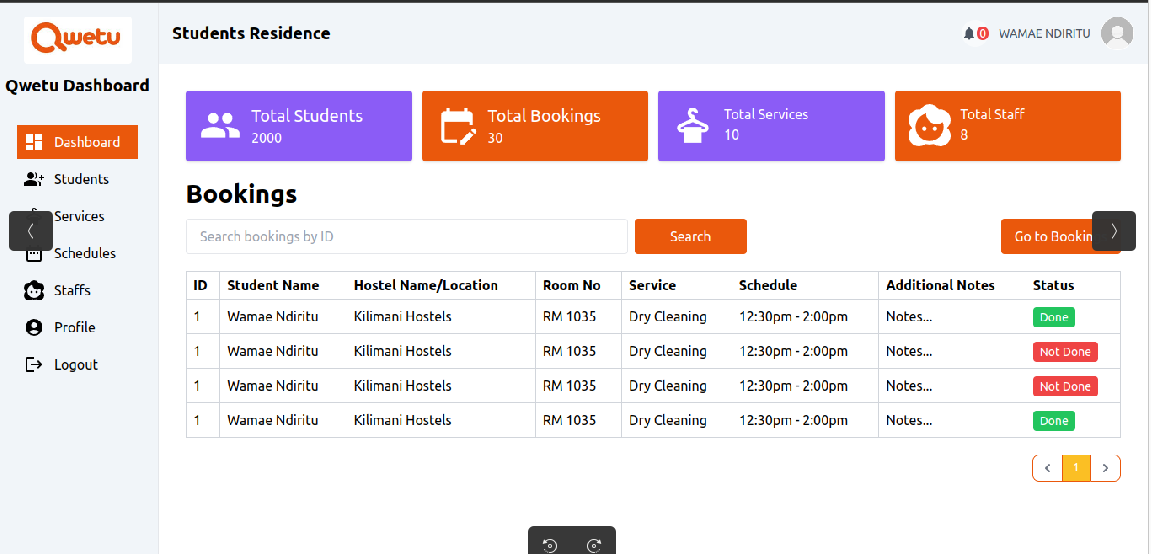 Qwetu
Students Residence
0
WAMAE NDIRITU
Qwetu Dashboard
Dashboard
Students
Services
Schedules
Staffs
Profile
Logout
Total Students
2000
Total Bookings
30
Total Services
10
Total Staff
8
Bookings
Search bookings by ID
Search
Go to Bookin
ID Student Name Hostel Name/Location Room No Service Schedule Additional Notes Status
1 Wamae Ndiritu Kilimani Hostels RM 1035 Dry Cleaning 12:30pm - 2:00pm Notes... Done
1 Wamae Ndiritu Kilimani Hostels RM 1035 Dry Cleaning 12:30pm - 2:00pm Notes... Not Done
1 Wamae Ndiritu Kilimani Hostels RM 1035 Dry Cleaning 12:30pm - 2:00pm Notes... Not Done
1 Wamae Ndiritu Kilimani Hostels RM 1035 Dry Cleaning 12:30pm - 2:00pm Notes... Done
1